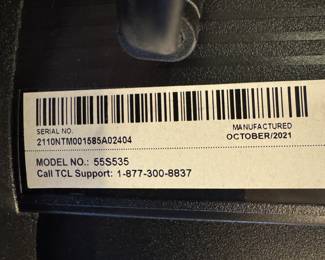 SERIAL NO.
2110NTM001585A02404
MANUFACTURED
OCTOBER/2021
MODEL NO.: 55S535
Call TCL Support: 1-877-300-8837